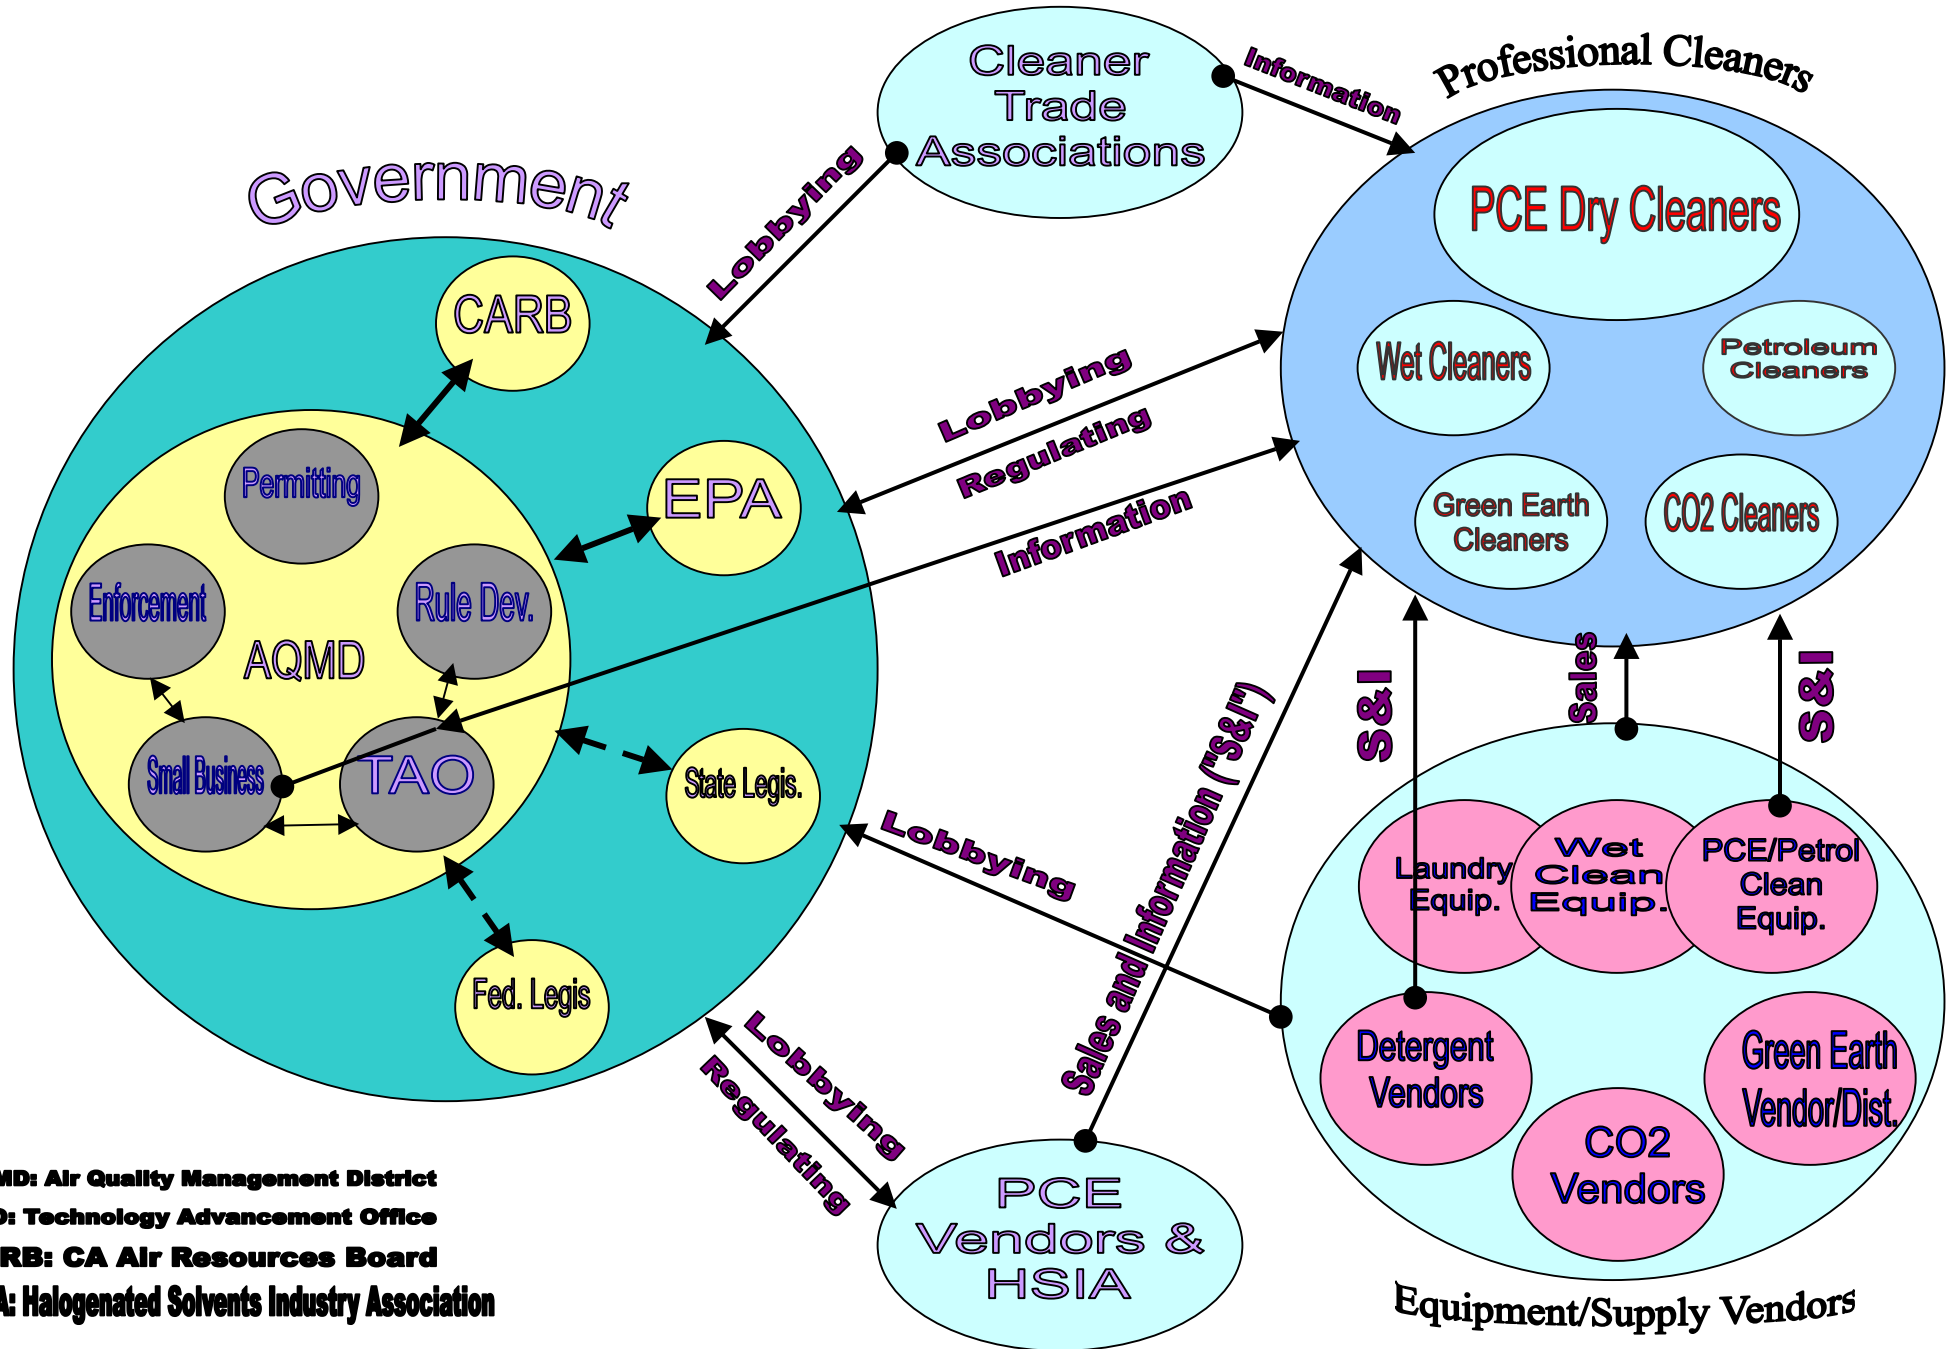 Cleaner
Trade
Associations
Information
Professional Cleaners
PCE Dry Cleaners
Wet Cleaners
Petroleum
Cleaners
Green Earth
Cleaners
CO2 Cleaners
Government
Lobbying
CARB
Permitting
Enforcement
Rule Dev.
AQMD
Small Business
TAO
EPA
State Legis.
Fed. Legis
Lobbying
Regulating
Information
Lobbying
Sales and Information ("S&I")
S&I
Sales
S&I
Laundry
Equip.
Wet
Clean
Equip.
PCE/Petrol
Clean
Equip.
Detergent
Vendors
Green Earth
Vendor/Dist.
CO2
Vendors
Equipment/Supply Vendors
Lobbying
Regulating
PCE
Vendors &
HSIA
MD: Air Quality Management District
O: Technology Advancement Office
RB: CA Air Resources Board
A: Halogenated Solvents Industry Association